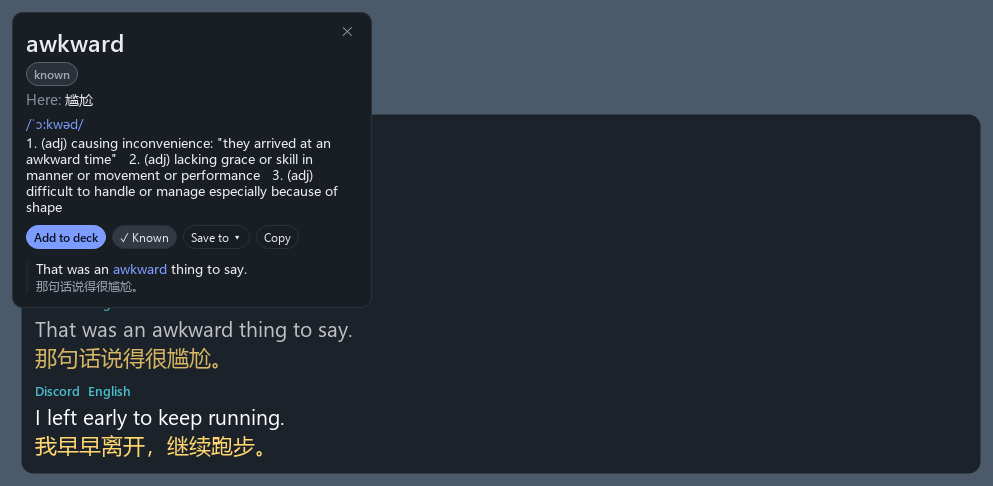 awkward
known
Here: 尴尬
/ˈɔːkwəd/
1. (adj) causing inconvenience: "they arrived at an
awkward time"   2. (adj) lacking grace or skill in
manner or movement or performance   3. (adj)
difficult to handle or manage especially because of
shape
Add to deck ✓ Known Save to ▾ Copy
That was an awkward thing to say.
那句话说得很尴尬。
That was an awkward thing to say.
那句话说得很尴尬。
Discord English
I left early to keep running.
我早早离开，继续跑步。